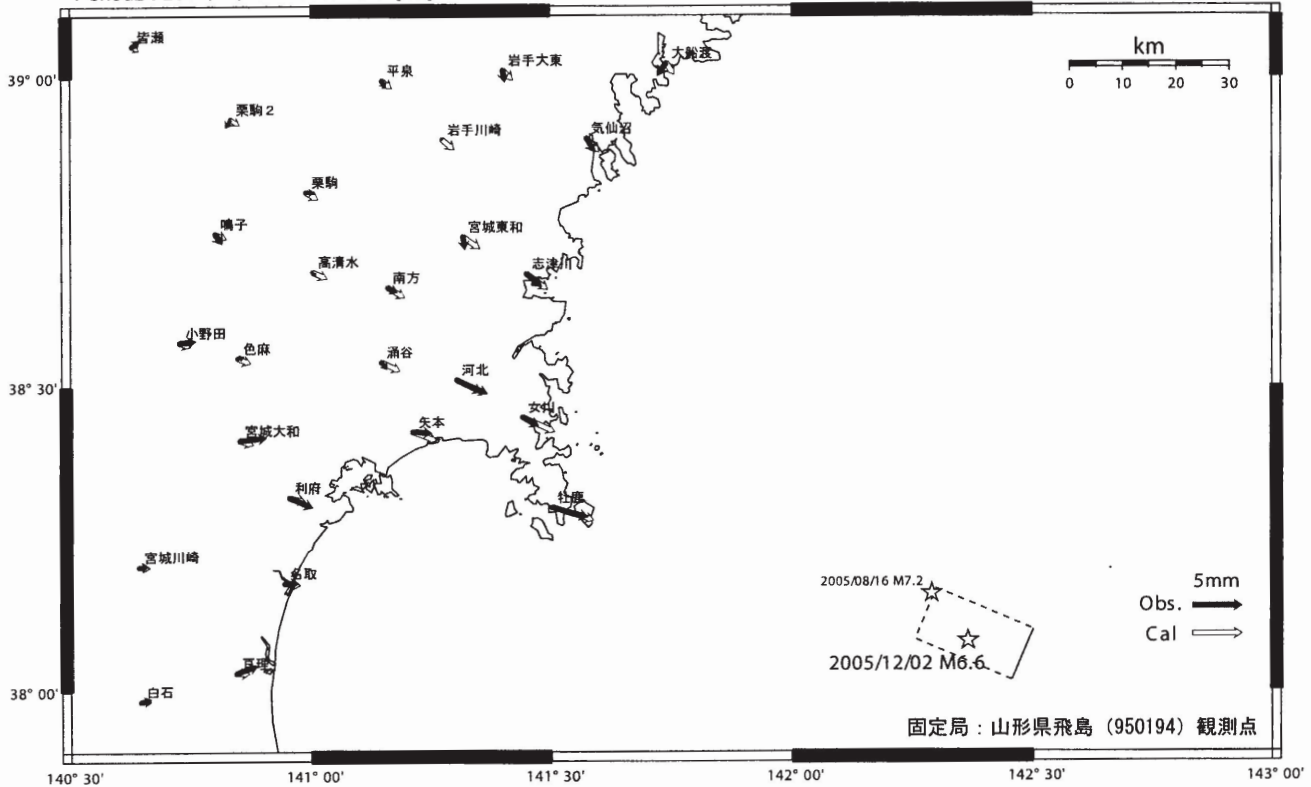 km
0 10 20 30
39° 00'
38° 30'
38° 00'
皆瀬
平泉
岩手大東
大船渡
栗駒2
岩手川崎
気仙沼
栗駒
鳴子
宮城東和
高清水
南方
志津川
小野田
色麻
涌谷
河北
宮城大和
矢本
女川
利府
牡鹿
宮城川崎
名取
亘理
白石
2005/08/16 M7.2
2005/12/02 M6.6
5mm
Obs.
Cal
固定局：山形県飛島（950194）観測点
140° 30' 141° 00' 141° 30' 142° 00' 142° 30' 143° 00'